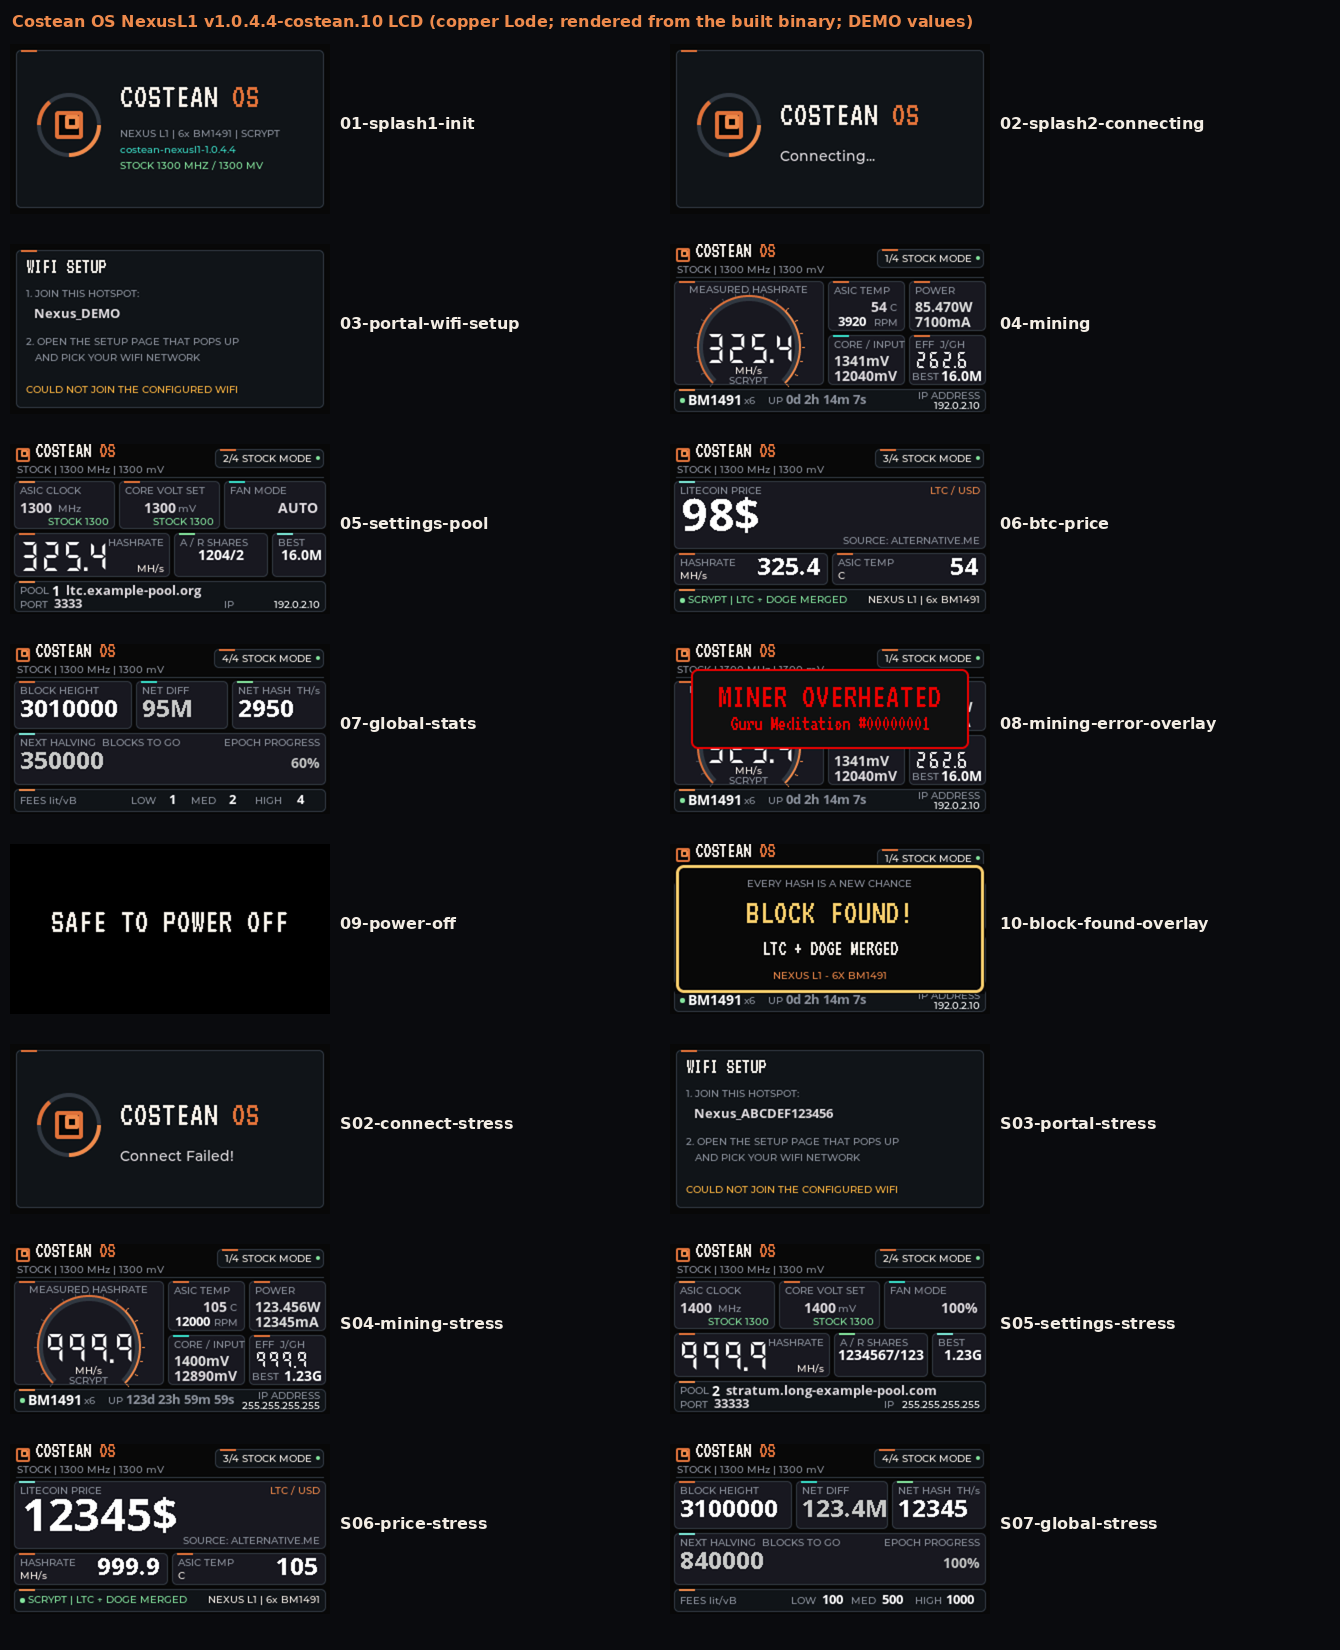 Costean OS NexusL1 v1.0.4.4-costean.10 LCD (copper Lode; rendered from the built binary; DEMO values)
COSTEAN OS
NEXUS L1 | 6x BM1491 | SCRYPT
costean-nexusl1-1.0.4.4
STOCK 1300 MHZ / 1300 MV
01-splash1-init
COSTEAN OS
Connecting...
02-splash2-connecting
WIFI SETUP
1. JOIN THIS HOTSPOT:
Nexus_DEMO
2. OPEN THE SETUP PAGE THAT POPS UP
AND PICK YOUR WIFI NETWORK
COULD NOT JOIN THE CONFIGURED WIFI
03-portal-wifi-setup
COSTEAN OS
1/4 STOCK MODE
STOCK | 1300 MHz | 1300 mV
MEASURED HASHRATE
325.4
MH/s
SCRYPT
ASIC TEMP
54 C
3920 RPM
POWER
85.470W
7100mA
CORE / INPUT
1341mV
12040mV
EFF J/GH
262.6
BEST 16.0M
BM1491 x6 UP 0d 2h 14m 7s
IP ADDRESS
192.0.2.10
04-mining
COSTEAN OS
2/4 STOCK MODE
STOCK | 1300 MHz | 1300 mV
ASIC CLOCK
1300 MHz
STOCK 1300
CORE VOLT SET
1300 mV
STOCK 1300
FAN MODE
AUTO
325.4 HASHRATE
MH/s
A / R SHARES
1204/2
BEST
16.0M
POOL 1 ltc.example-pool.org
PORT 3333 IP 192.0.2.10
05-settings-pool
COSTEAN OS
3/4 STOCK MODE
STOCK | 1300 MHz | 1300 mV
LITECOIN PRICE LTC / USD
98$
SOURCE: ALTERNATIVE.ME
HASHRATE
MH/s
325.4
ASIC TEMP
C
54
SCRYPT | LTC + DOGE MERGED NEXUS L1 | 6x BM1491
06-btc-price
COSTEAN OS
4/4 STOCK MODE
STOCK | 1300 MHz | 1300 mV
BLOCK HEIGHT
3010000
NET DIFF
95M
NET HASH TH/s
2950
NEXT HALVING BLOCKS TO GO EPOCH PROGRESS
350000 60%
FEES lit/vB LOW 1 MED 2 HIGH 4
07-global-stats
COSTEAN OS
1/4 STOCK MODE
STOCK | 1300 MHz | 1300 mV
MINER OVERHEATED
Guru Meditation #00000001
MH/s
SCRYPT
1341mV
12040mV
262.6
BEST 16.0M
BM1491 x6 UP 0d 2h 14m 7s
IP ADDRESS
192.0.2.10
08-mining-error-overlay
SAFE TO POWER OFF
09-power-off
COSTEAN OS
1/4 STOCK MODE
EVERY HASH IS A NEW CHANCE
BLOCK FOUND!
LTC + DOGE MERGED
NEXUS L1 - 6X BM1491
BM1491 x6 UP 0d 2h 14m 7s
IP ADDRESS
192.0.2.10
10-block-found-overlay
COSTEAN OS
Connect Failed!
S02-connect-stress
WIFI SETUP
1. JOIN THIS HOTSPOT:
Nexus_ABCDEF123456
2. OPEN THE SETUP PAGE THAT POPS UP
AND PICK YOUR WIFI NETWORK
COULD NOT JOIN THE CONFIGURED WIFI
S03-portal-stress
COSTEAN OS
1/4 STOCK MODE
STOCK | 1300 MHz | 1300 mV
MEASURED HASHRATE
999.9
MH/s
SCRYPT
ASIC TEMP
105 C
12000 RPM
POWER
123.456W
12345mA
CORE / INPUT
1400mV
12890mV
EFF J/GH
999.9
BEST 1.23G
BM1491 x6 UP 123d 23h 59m 59s
IP ADDRESS
255.255.255.255
S04-mining-stress
COSTEAN OS
2/4 STOCK MODE
STOCK | 1300 MHz | 1300 mV
ASIC CLOCK
1400 MHz
STOCK 1300
CORE VOLT SET
1400 mV
STOCK 1300
FAN MODE
100%
999.9 HASHRATE
MH/s
A / R SHARES
1234567/123
BEST
1.23G
POOL 2 stratum.long-example-pool.com
PORT 33333 IP 255.255.255.255
S05-settings-stress
COSTEAN OS
3/4 STOCK MODE
STOCK | 1300 MHz | 1300 mV
LITECOIN PRICE LTC / USD
12345$
SOURCE: ALTERNATIVE.ME
HASHRATE
MH/s
999.9
ASIC TEMP
C
105
SCRYPT | LTC + DOGE MERGED NEXUS L1 | 6x BM1491
S06-price-stress
COSTEAN OS
4/4 STOCK MODE
STOCK | 1300 MHz | 1300 mV
BLOCK HEIGHT
3100000
NET DIFF
123.4M
NET HASH TH/s
12345
NEXT HALVING BLOCKS TO GO EPOCH PROGRESS
840000 100%
FEES lit/vB LOW 100 MED 500 HIGH 1000
S07-global-stress